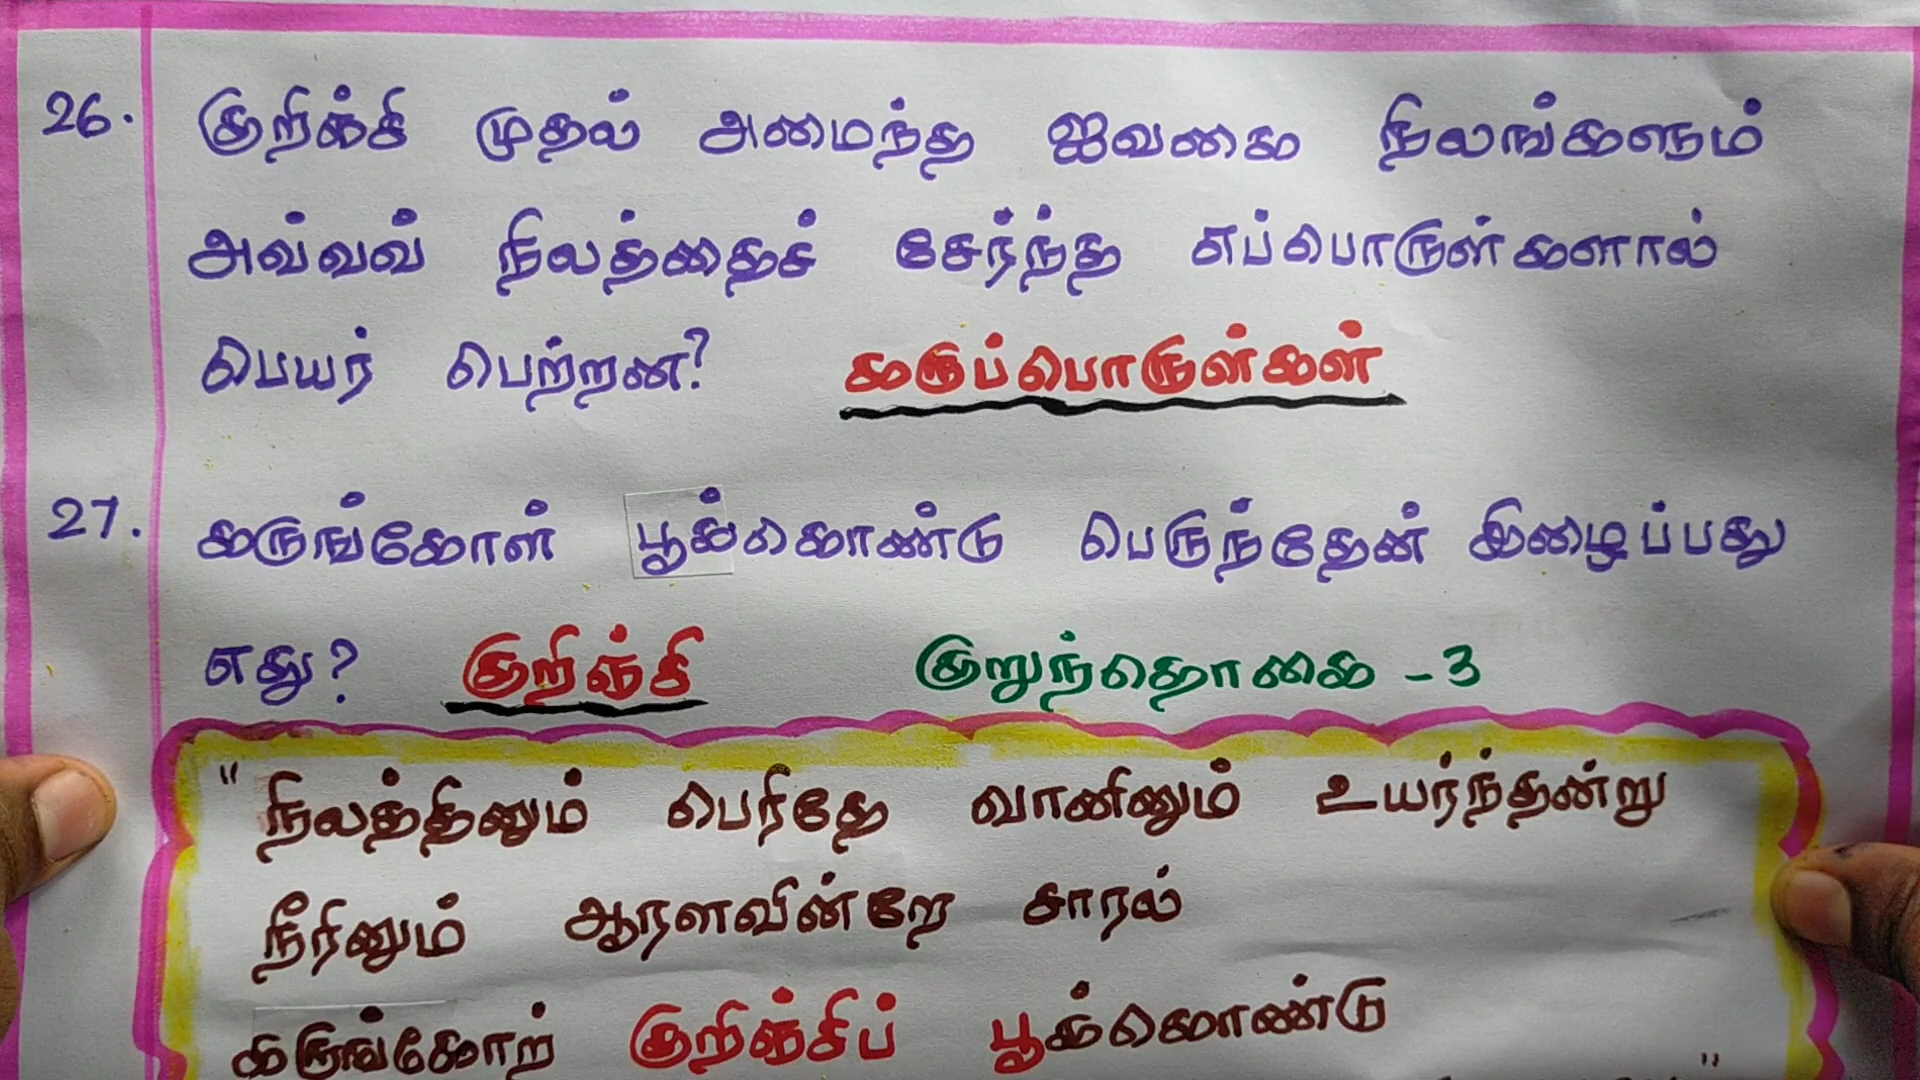 26. குறிஞ்சி முதல் அமைந்த ஐவகை நிலங்களும்
அவ்வவ் நிலத்தைச் சேர்ந்த எப்பொருள்களால்
பெயர் பெற்றன? கருப்பொருள்கள்
27. கருங்கோள் பூக்கொண்டு பெருந்தேன் இழைப்பது
எது? குறிஞ்சி குறுந்தொகை - 3
"நிலத்தினும் பெரிதே வானினும் உயர்ந்தன்று
நீரினும் ஆரளவின்றே சாரல்
கருங்கோற் குறிஞ்சிப் பூக்கொண்டு